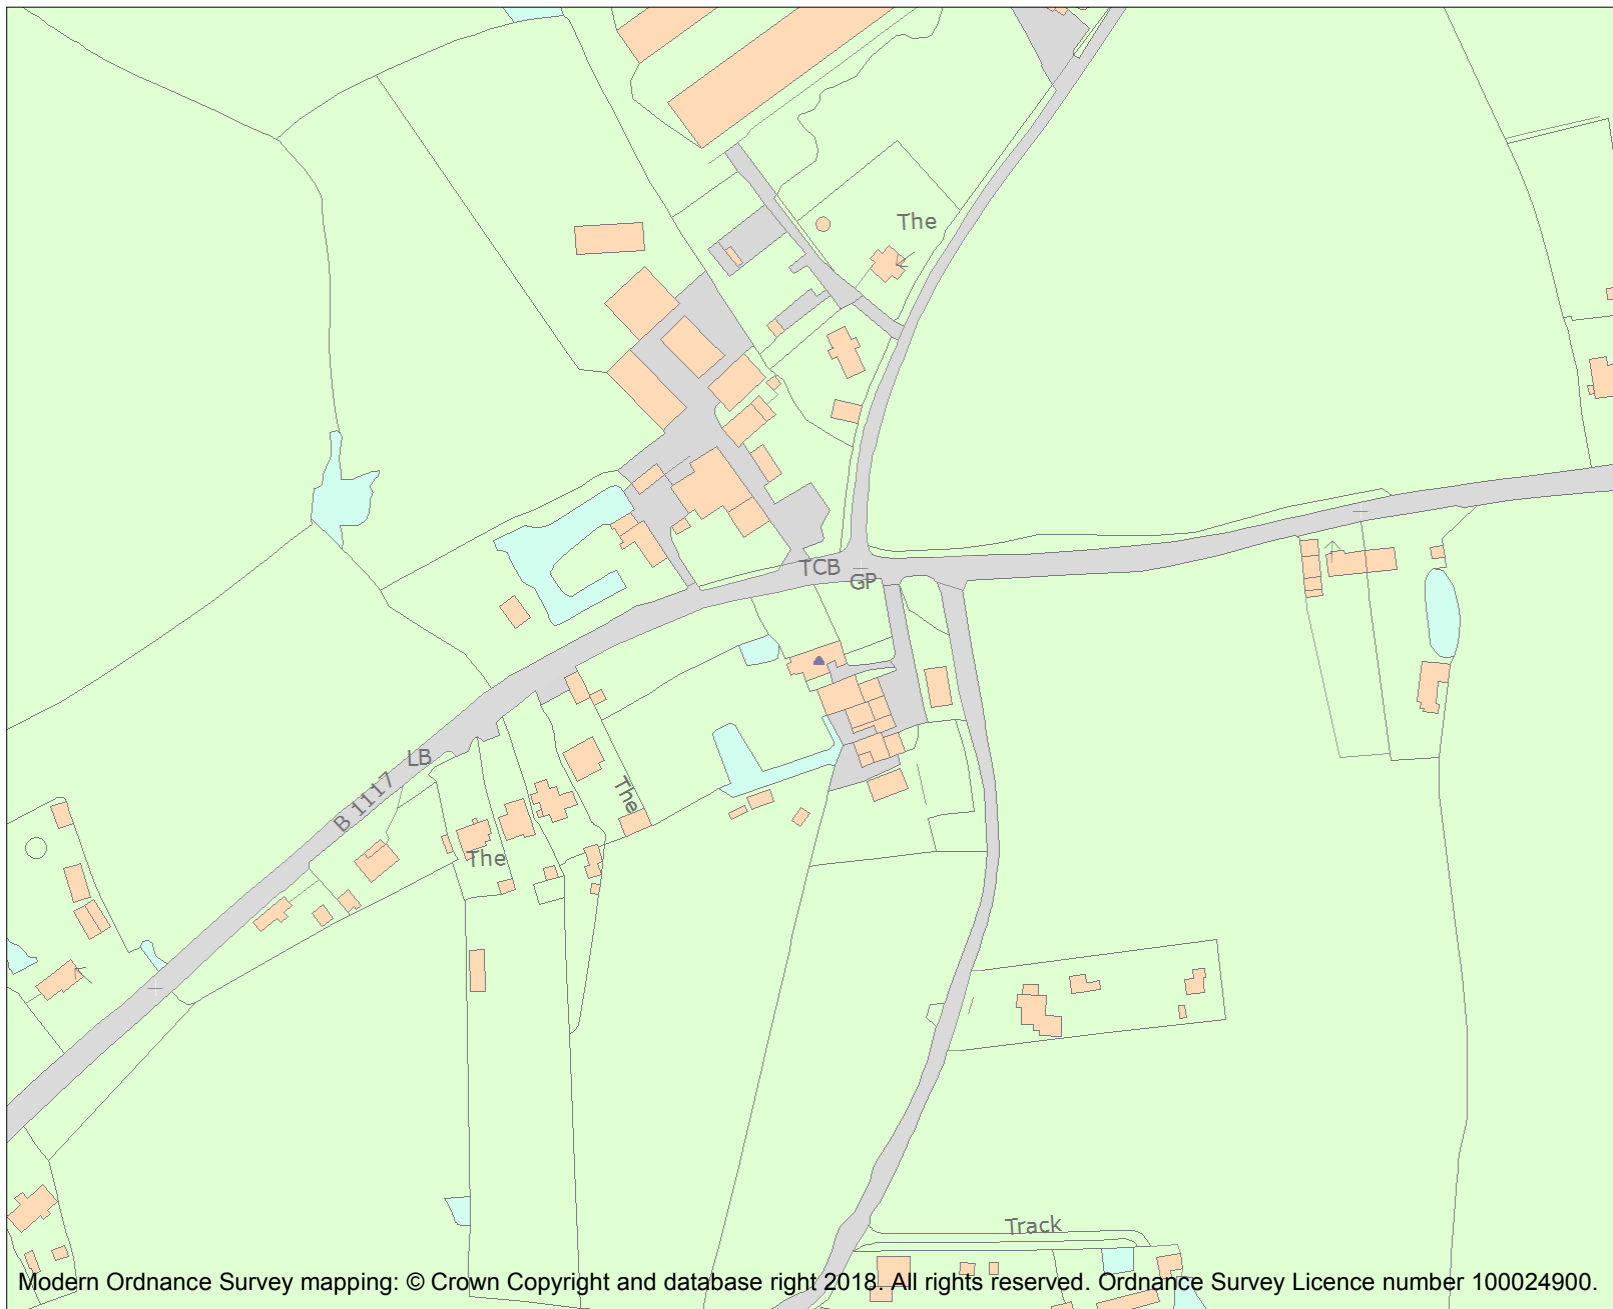 The
TCB
GP
LB
B 1117
The
The
Track
Modern Ordnance Survey mapping: © Crown Copyright and database right 2018. All rights reserved. Ordnance Survey Licence number 100024900.